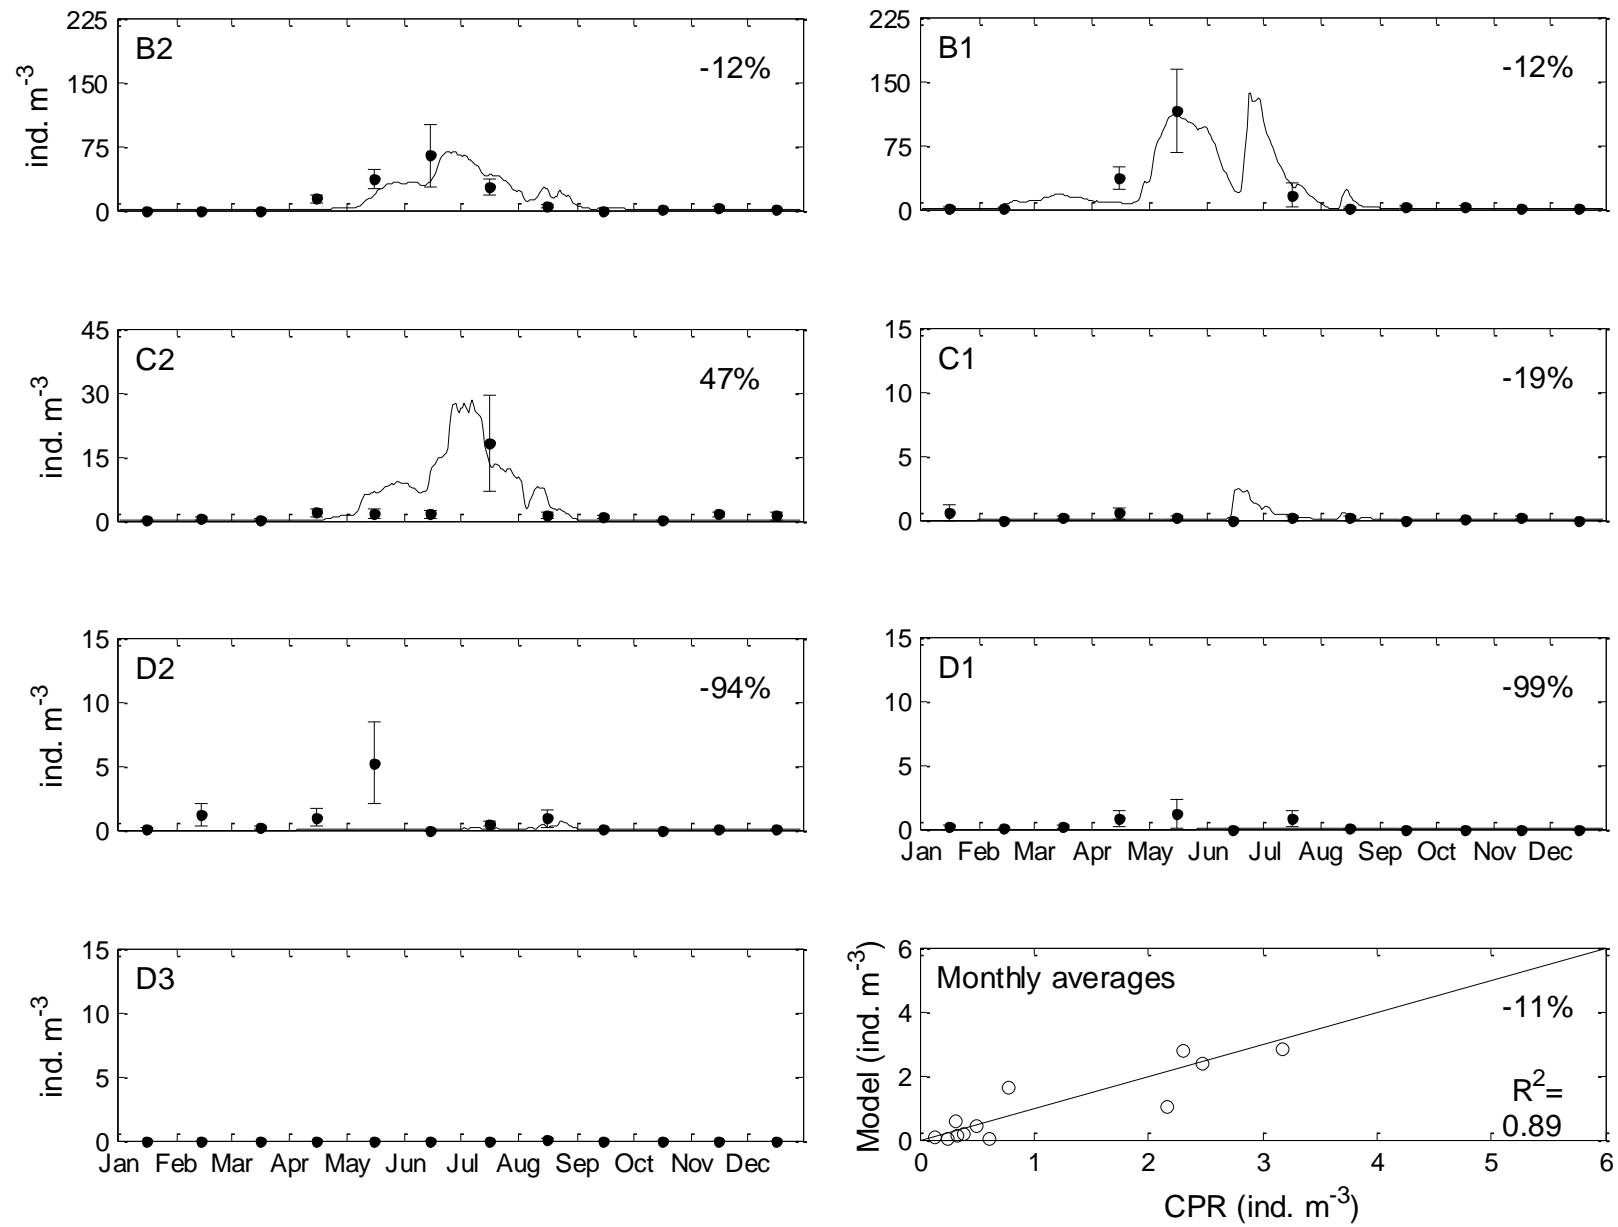 225
150
75
0
ind. m-3
B2
-12%
225
150
75
0
B1
-12%
45
30
15
0
ind. m-3
C2
47%
15
10
5
0
C1
-19%
15
10
5
0
ind. m-3
D2
-94%
15
10
5
0
D1
-99%
Jan Feb Mar Apr May Jun Jul Aug Sep Oct Nov Dec
15
10
5
0
ind. m-3
D3
Jan Feb Mar Apr May Jun Jul Aug Sep Oct Nov Dec
6
4
2
0
Model (ind. m-3)
Monthly averages
-11%
R2=
0.89
0 1 2 3 4 5 6
CPR (ind. m-3)